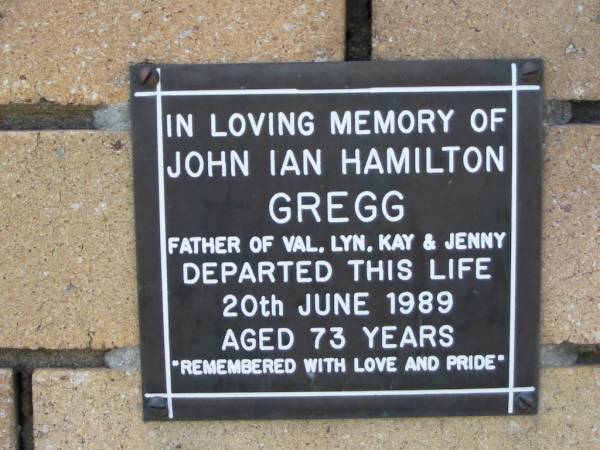 IN LOVING MEMORY OF
JOHN IAN HAMILTON
GREGG
FATHER OF VAL, LYN, KAY & JENNY
DEPARTED THIS LIFE
20th JUNE 1989
AGED 73 YEARS
"REMEMBERED WITH LOVE AND PRIDE"